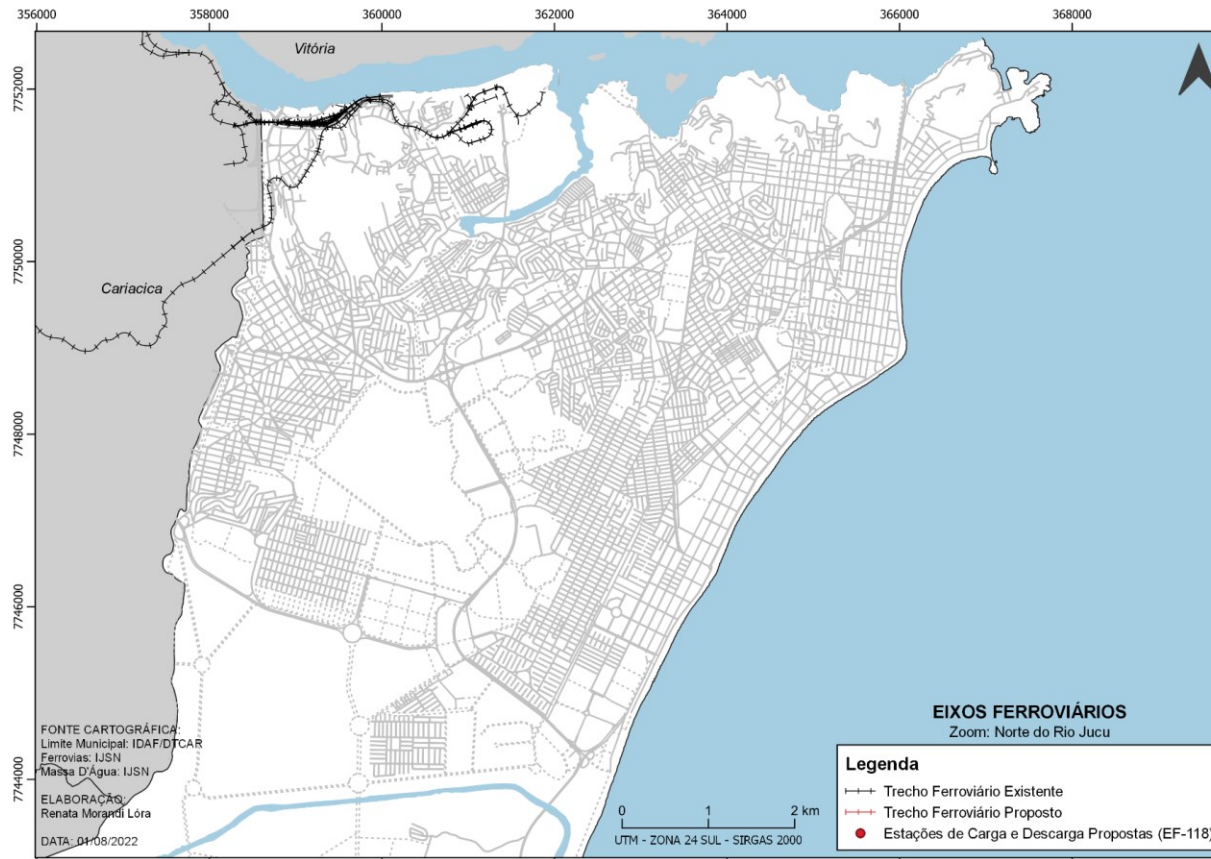 356000 358000 360000 362000 364000 366000 368000
Vitória
7752000
7750000
Cariacica
7748000
7746000
7744000
FONTE CARTOGRÁFICA:
Limite Municipal: IDAF/DTCAR
Ferrovias: IJSN
Massa D'Água: IJSN
ELABORAÇÃO:
Renata Morandi Lóra
DATA: 01/08/2022
0 1 2 km
UTM - ZONA 24 SUL - SIRGAS 2000
EIXOS FERROVIÁRIOS
Zoom: Norte do Rio Jucu
Legenda
Trecho Ferroviário Existente
Trecho Ferroviário Proposto
Estações de Carga e Descarga Propostas (EF-118)